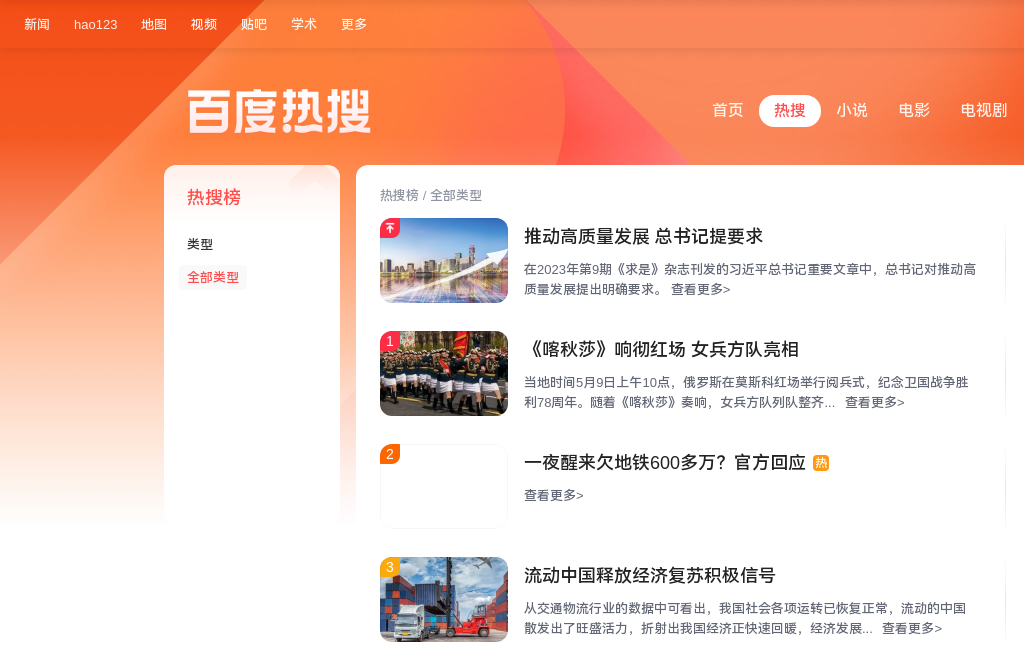 新闻 hao123 地图 视频 贴吧 学术 更多
百度热搜
首页 热搜 小说 电影 电视剧
热搜榜
类型
全部类型
热搜榜 / 全部类型
推动高质量发展 总书记提要求
在2023年第9期《求是》杂志刊发的习近平总书记重要文章中，总书记对推动高
质量发展提出明确要求。 查看更多>
1
《喀秋莎》响彻红场 女兵方队亮相
当地时间5月9日上午10点，俄罗斯在莫斯科红场举行阅兵式，纪念卫国战争胜
利78周年。随着《喀秋莎》奏响，女兵方队列队整齐... 查看更多>
2
一夜醒来欠地铁600多万？官方回应 热
查看更多>
3
流动中国释放经济复苏积极信号
从交通物流行业的数据中可看出，我国社会各项运转已恢复正常，流动的中国
散发出了旺盛活力，折射出我国经济正快速回暖，经济发展... 查看更多>